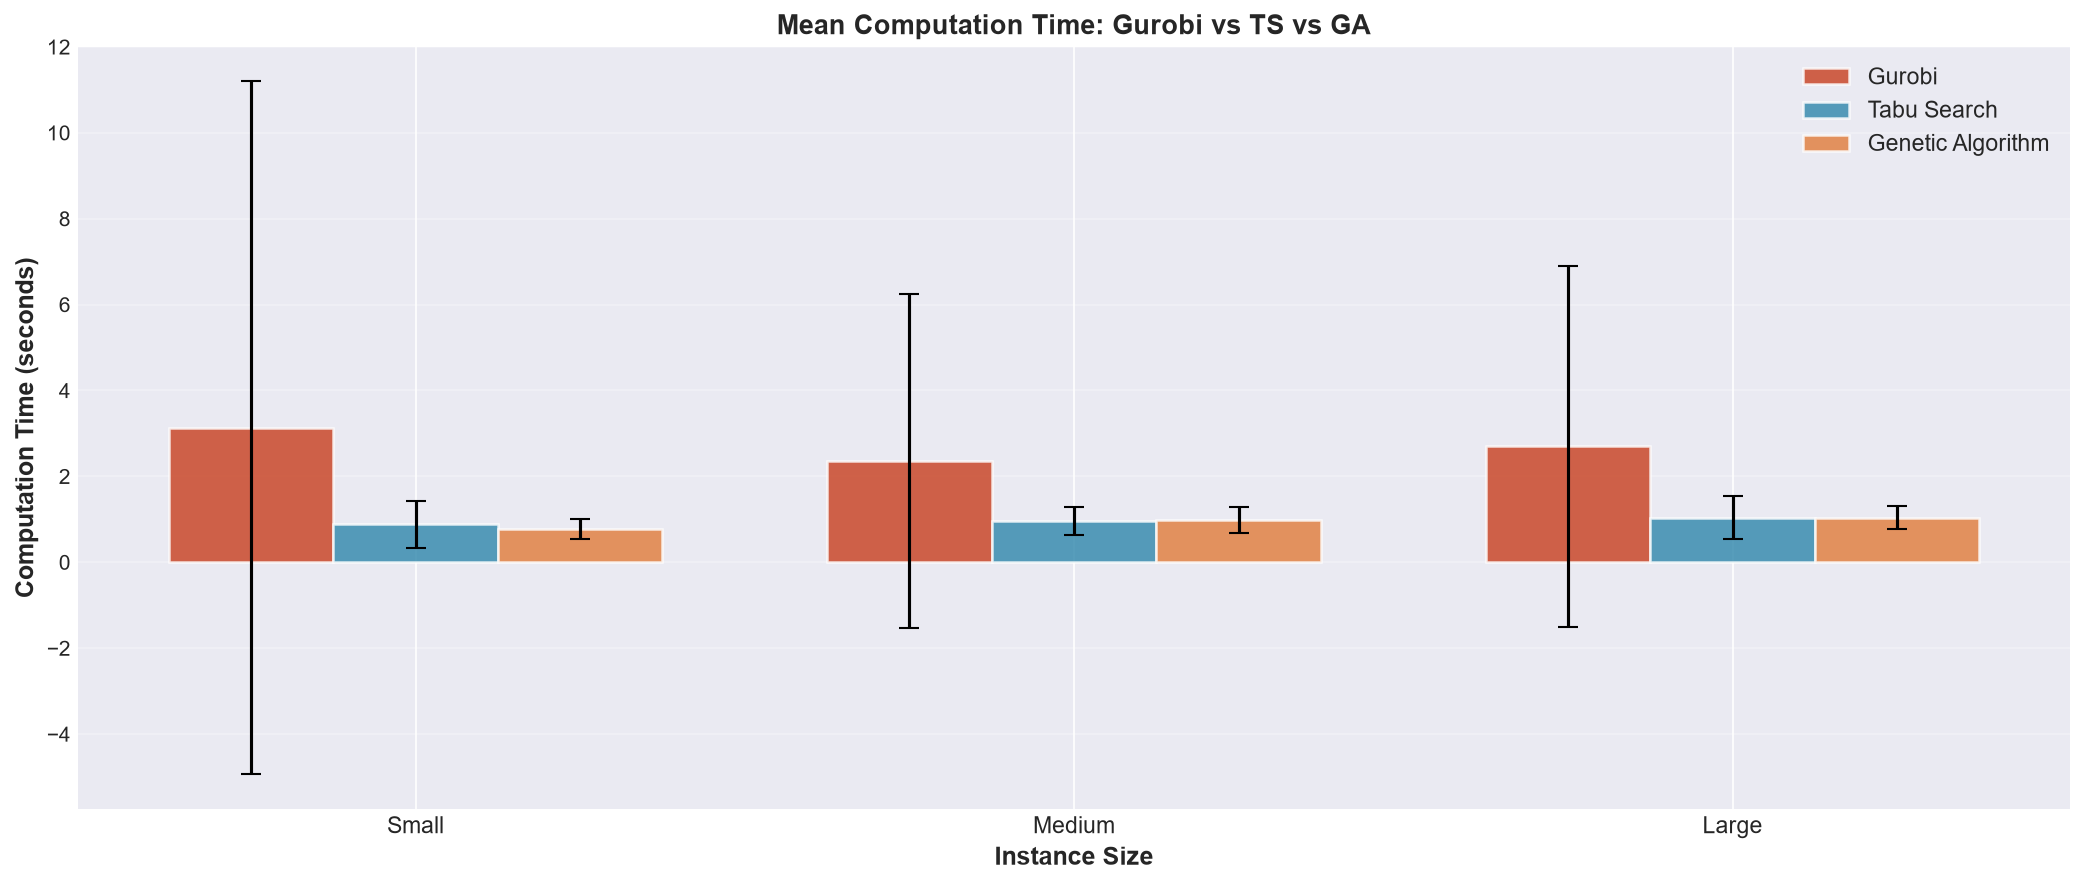 Mean Computation Time: Gurobi vs TS vs GA
12
10
8
6
4
2
0
−2
−4
Computation Time (seconds)
Gurobi
Tabu Search
Genetic Algorithm
Small
Medium
Large
Instance Size